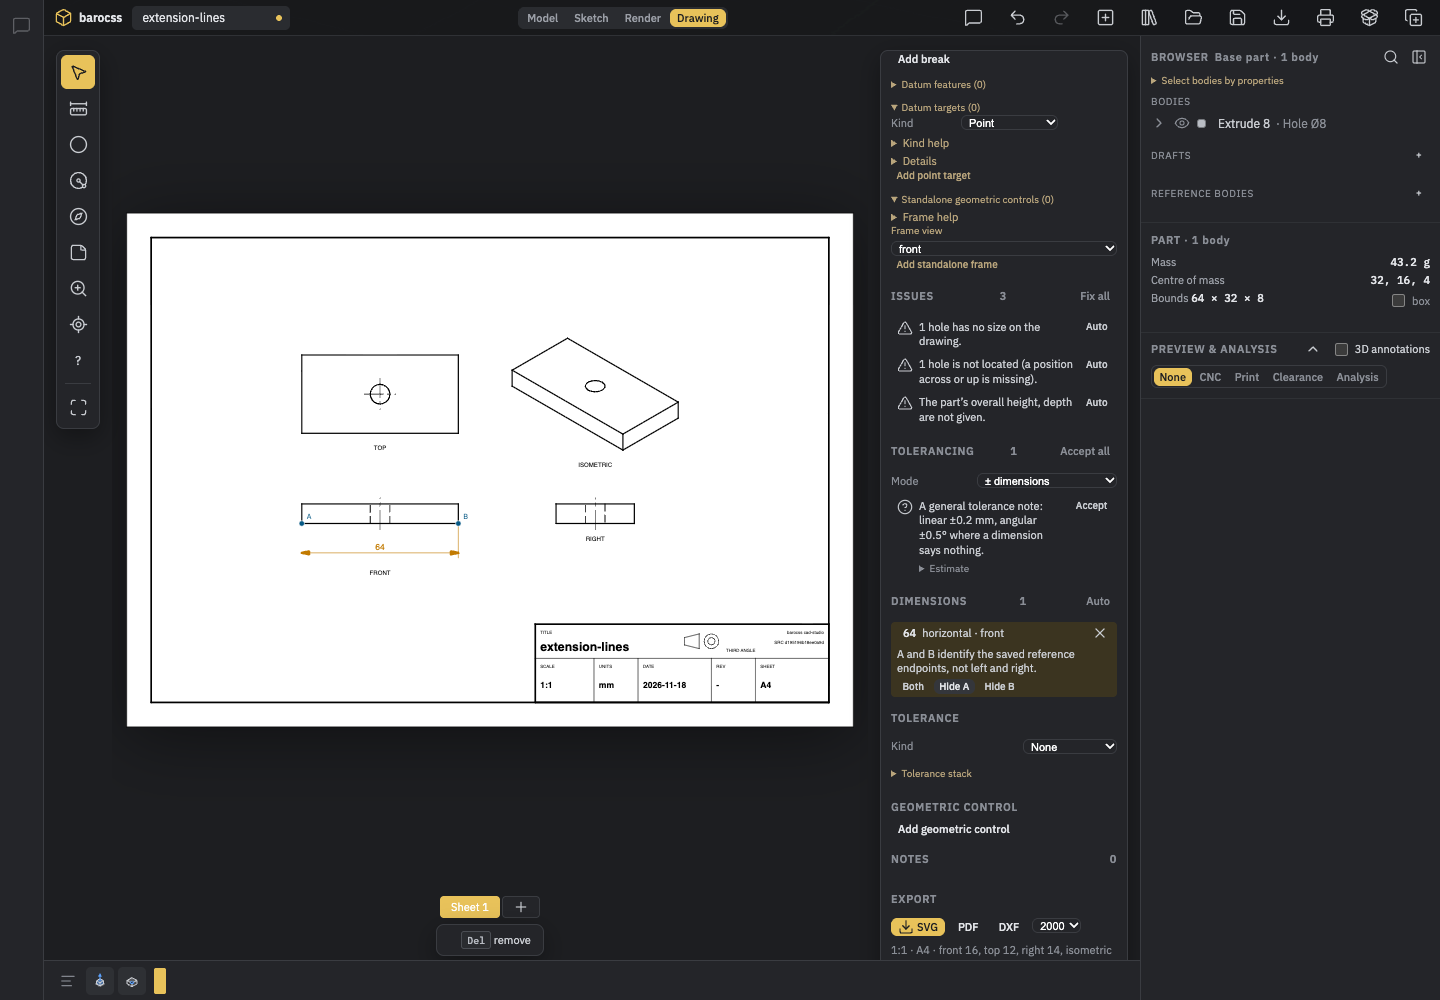 barocss
extension-lines
Model
Sketch
Render
Drawing
?
TOP
ISOMETRIC
A
B
64
FRONT
RIGHT
TITLE
extension-lines
THIRD ANGLE
barocss cad-studio
SCALE
1:1
UNITS
mm
DATE
2026-11-18
REV
-
SHEET
A4
Sheet 1
Del remove
Add break
Datum features (0)
Datum targets (0)
Kind Point
Kind help
Details
Add point target
Standalone geometric controls (0)
Frame help
Frame view
front
Add standalone frame
ISSUES 3 Fix all
1 hole has no size on the
drawing.
Auto
1 hole is not located (a position
across or up is missing).
Auto
The part's overall height, depth
are not given.
Auto
TOLERANCING 1 Accept all
Mode ± dimensions
A general tolerance note:
linear ±0.2 mm, angular
±0.5° where a dimension
says nothing.
Accept
Estimate
DIMENSIONS 1 Auto
64 horizontal · front
A and B identify the saved reference
endpoints, not left and right.
Both Hide A Hide B
TOLERANCE
Kind None
Tolerance stack
GEOMETRIC CONTROL
Add geometric control
NOTES 0
EXPORT
SVG PDF DXF 2000
1:1 · A4 · front 16, top 12, right 14, isometric
BROWSER Base part · 1 body
Select bodies by properties
BODIES
Extrude 8 · Hole Ø8
DRAFTS +
REFERENCE BODIES +
PART · 1 body
Mass 43.2 g
Centre of mass 32, 16, 4
Bounds 64 × 32 × 8 box
PREVIEW & ANALYSIS 3D annotations
None CNC Print Clearance Analysis